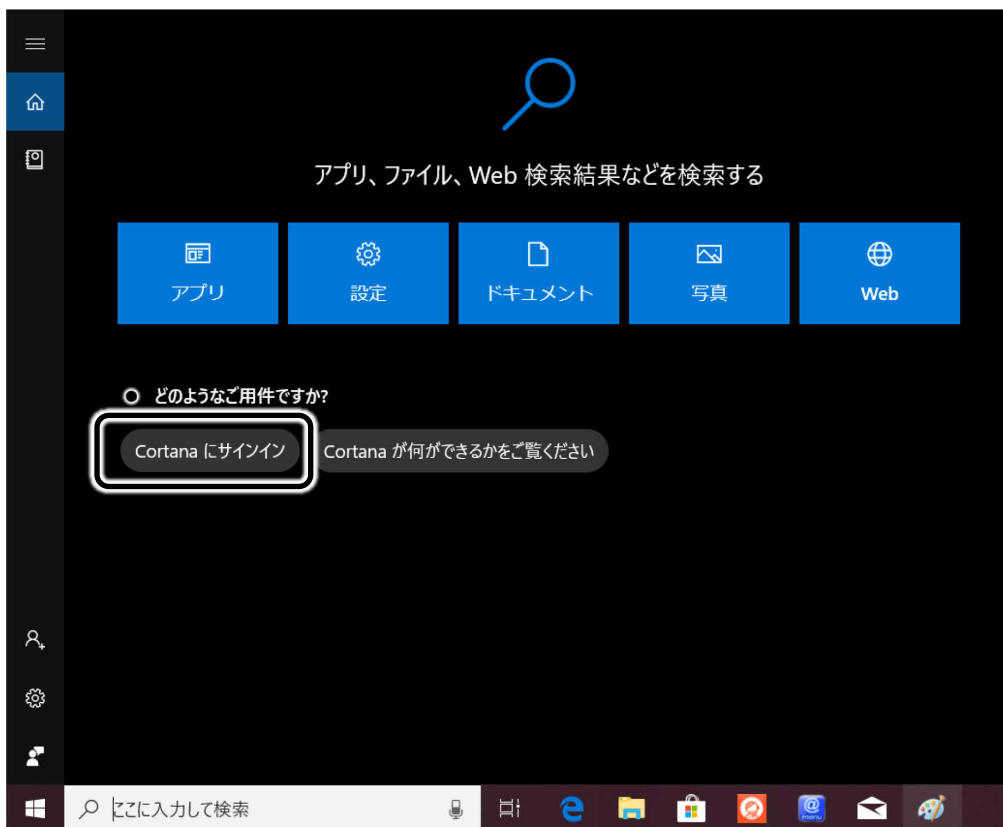 アプリ、ファイル、Web 検索結果などを検索する
アプリ
設定
ドキュメント
写真
Web
どのようなご用件ですか?
Cortana にサインイン
Cortana が何ができるかをご覧ください
ここに入力して検索
@
menu